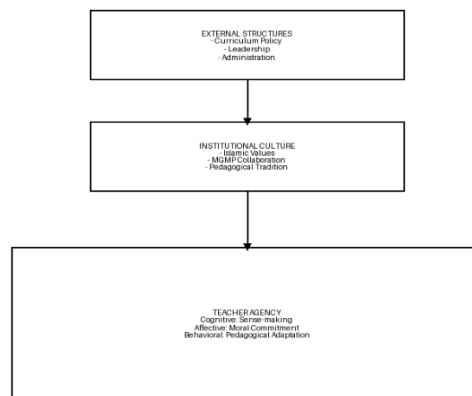 EXTERNAL STRUCTURES
- Curriculum Policy
- Leadership
- Administration
INSTITUTIONAL CULTURE
- Islamic Values
- MGMP Collaboration
- Pedagogical Tradition
TEACHER AGENCY
Cognitive: Sense-making
Affective: Moral Commitment
Behavioral: Pedagogical Adaptation